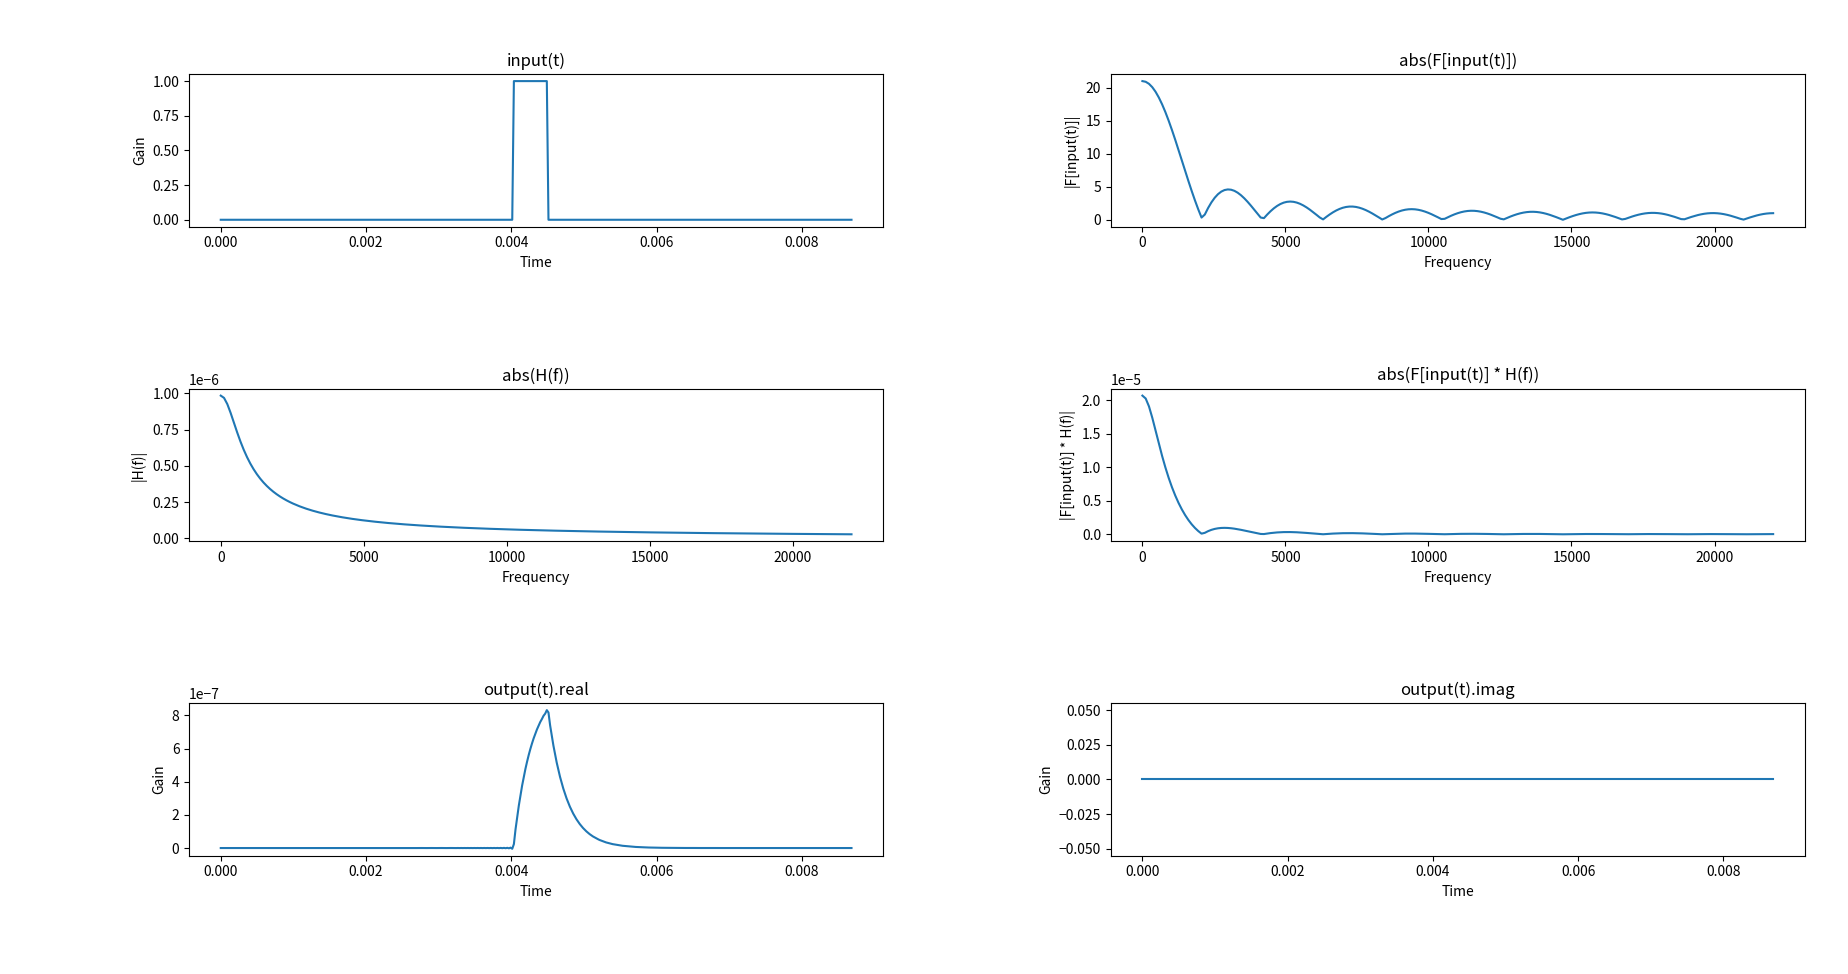 input(t)
Gain
1.00
0.75
0.50
0.25
0.00
0.000 0.002 0.004 0.006 0.008
Time
abs(F[input(t)])
|F[input(t)]|
20
15
10
5
0
0 5000 10000 15000 20000
Frequency
abs(H(f))
1e−6
|H(f)|
1.00
0.75
0.50
0.25
0.00
0 5000 10000 15000 20000
Frequency
abs(F[input(t)] * H(f))
1e−5
|F[input(t)] * H(f)|
2.0
1.5
1.0
0.5
0.0
0 5000 10000 15000 20000
Frequency
output(t).real
1e−7
Gain
8
6
4
2
0
0.000 0.002 0.004 0.006 0.008
Time
output(t).imag
Gain
0.050
0.025
0.000
−0.025
−0.050
0.000 0.002 0.004 0.006 0.008
Time